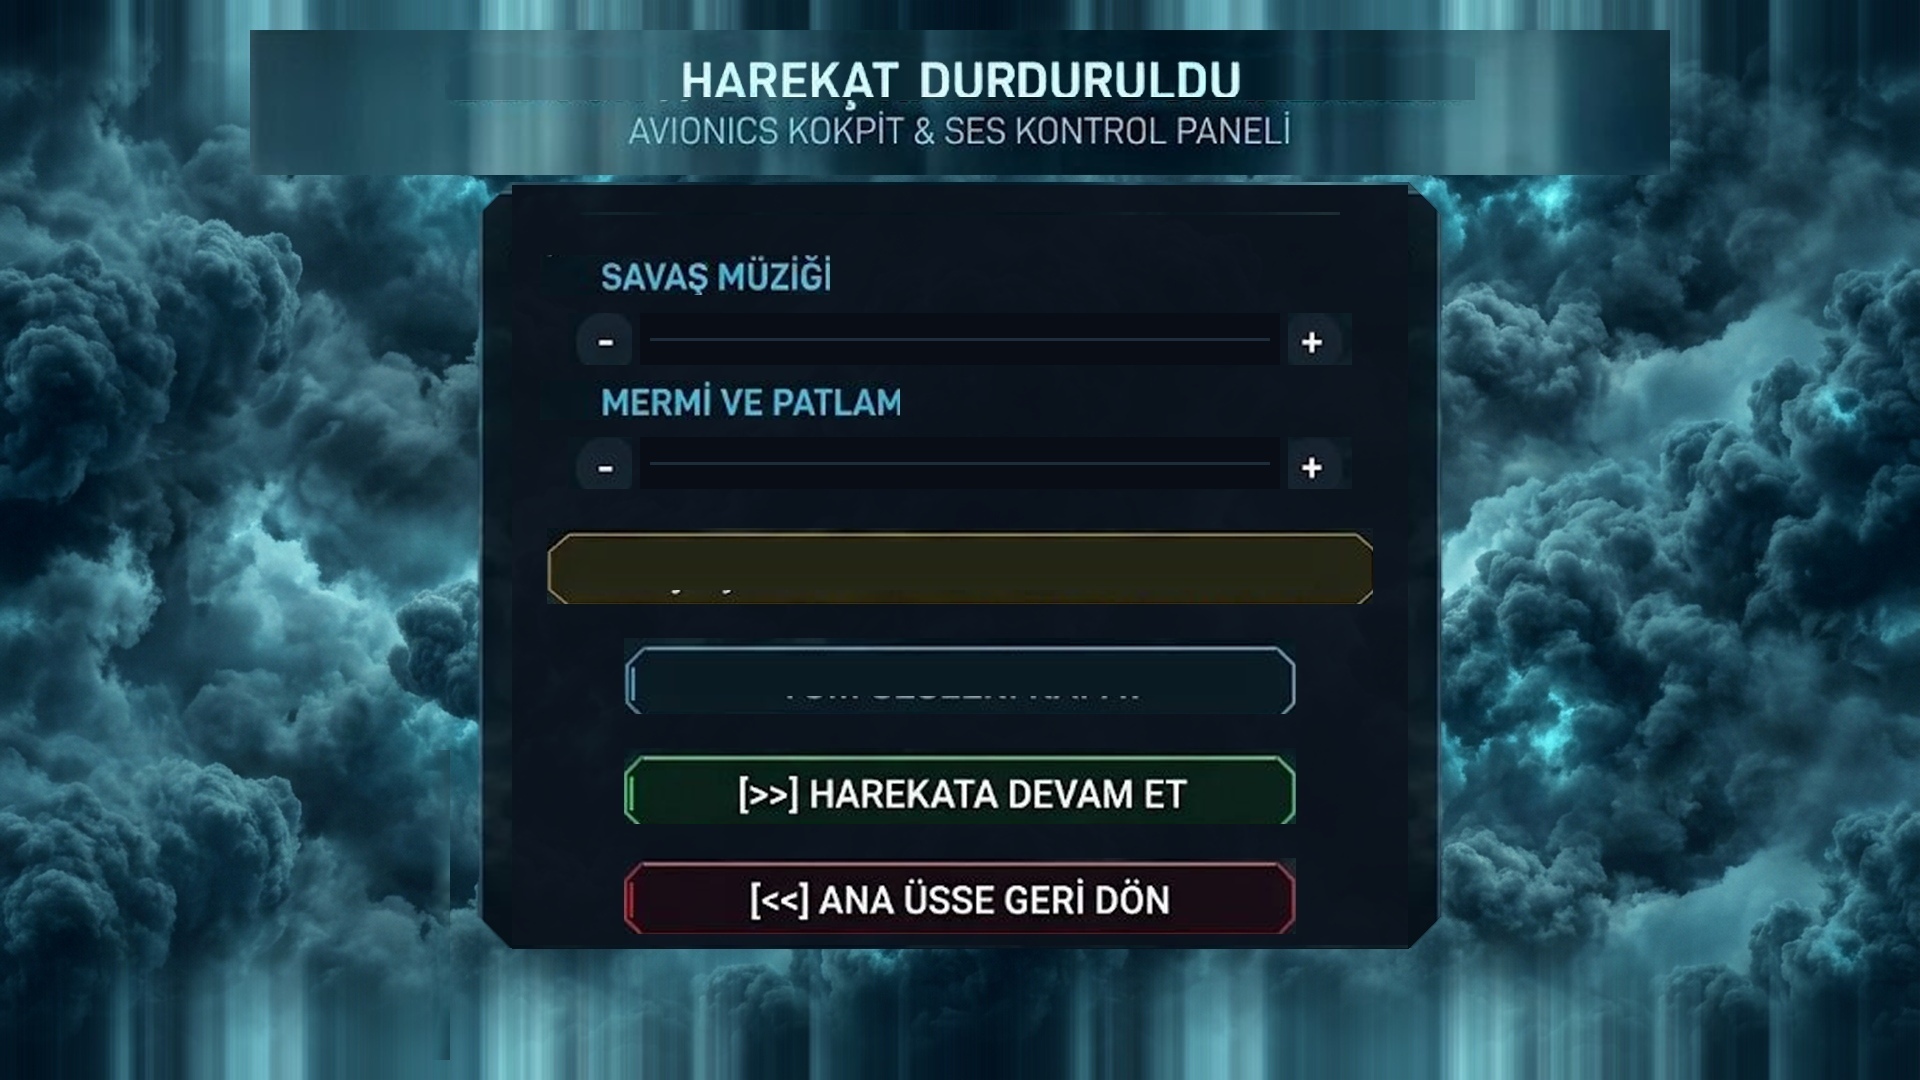 HAREKAT DURDURULDU
AVIONICS KOKPİT & SES KONTROL PANELİ
SAVAŞ MÜZİĞİ
- +
MERMİ VE PATLAM
- +
[>>] HAREKATA DEVAM ET
[<<] ANA ÜSSE GERİ DÖN